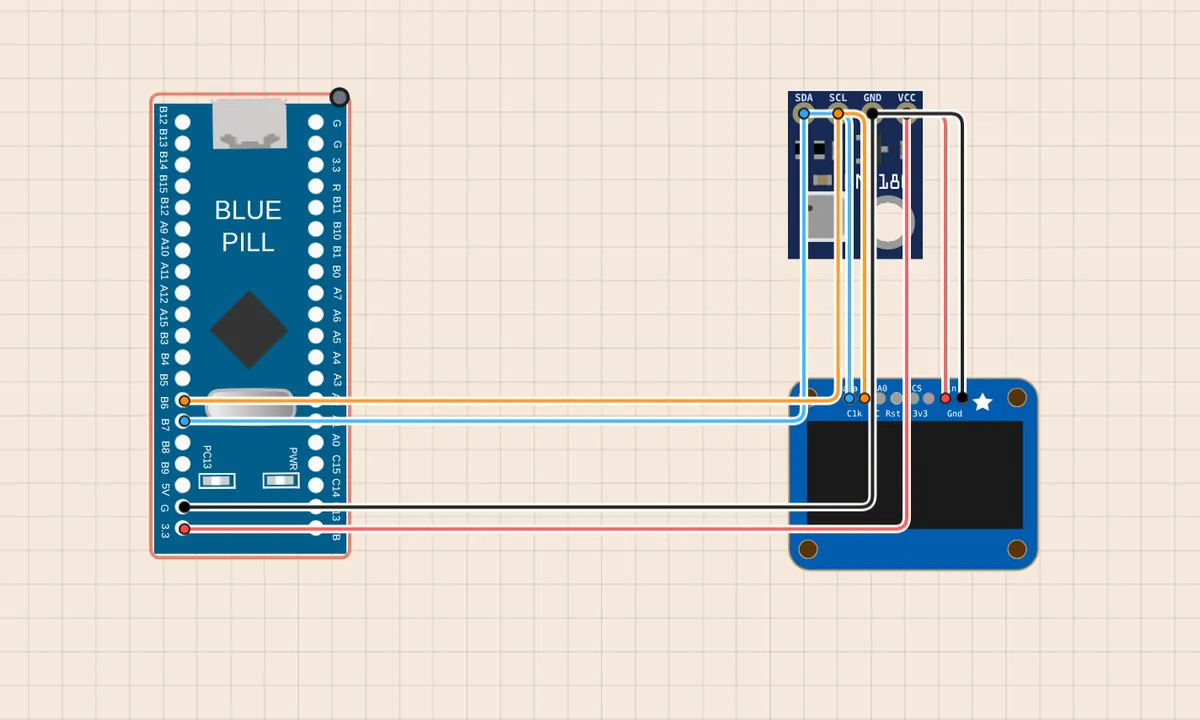 B12
B13
B14
B15
B12
A9
A10
A11
A12
A15
B3
B4
B5
B6
B7
B8
B9
5V
G
3.3
BLUE
PILL
PC13
PWR
G
G
3.3
R
B11
B10
B1
B0
A7
A6
A5
A4
A3
A0
C15
C14
B
SDA SCL GND VCC
A0 CS
C1k Rst 3v3 Gnd